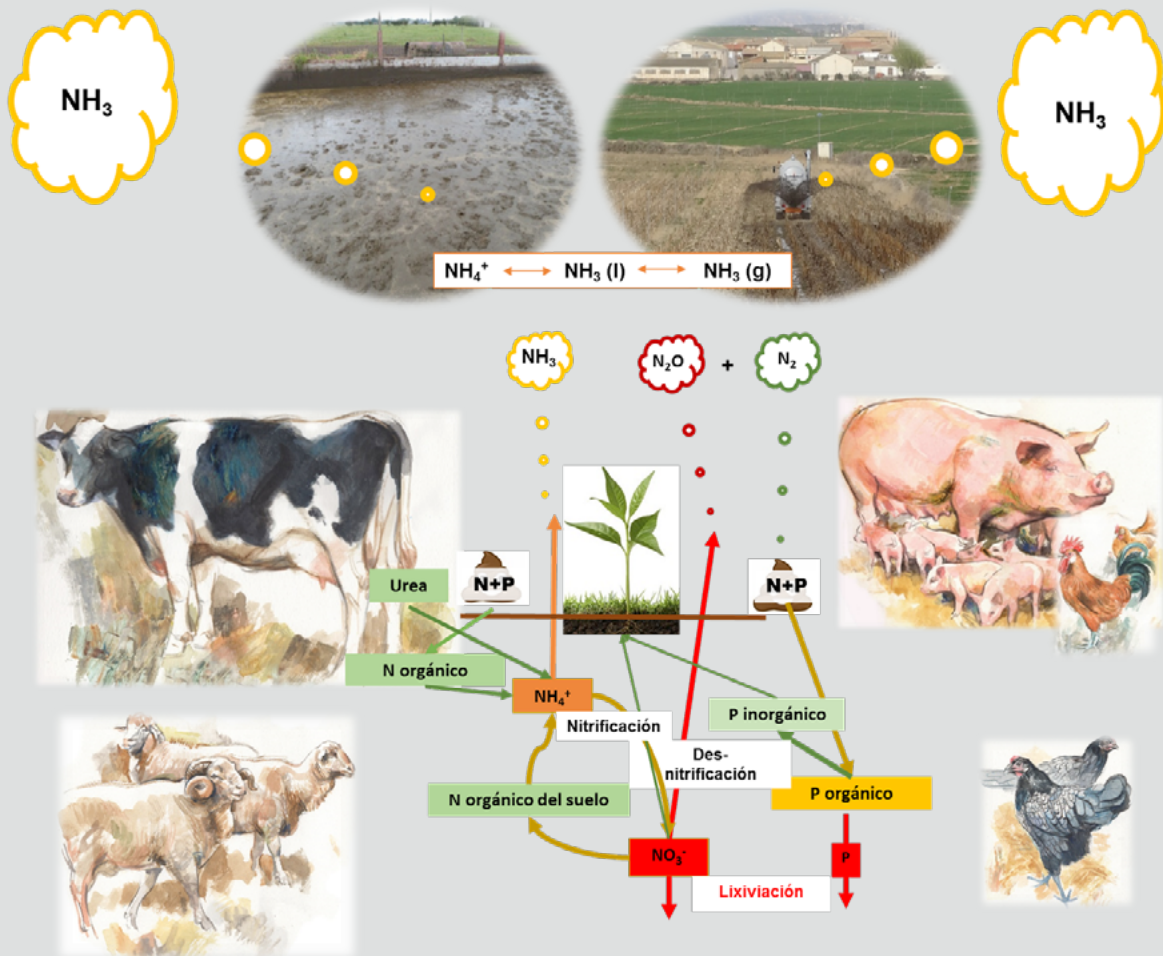 NH₃
NH₃
NH₄⁺ NH₃ (l) NH₃ (g)
NH₃
N₂O + N₂
Urea
N+P
N+P
N orgánico
NH₄⁺
Nitrificación
P inorgánico
Des-
nitrificación
N orgánico del suelo
P orgánico
NO₃⁻
P
Lixiviación